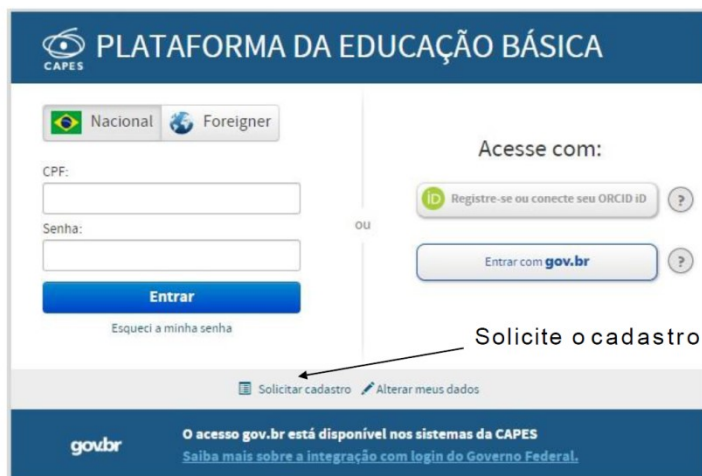 CAPES
PLATAFORMA DA EDUCAÇÃO BÁSICA
Nacional Foreigner
CPF:
Senha:
Entrar
Esqueci a minha senha
ou
Acesse com:
iD Registre-se ou conecte seu ORCID iD ?
Entrar com gov.br ?
Solicite o cadastro
Solicitar cadastro Alterar meus dados
gov.br
O acesso gov.br está disponível nos sistemas da CAPES
Saiba mais sobre a integração com login do Governo Federal.